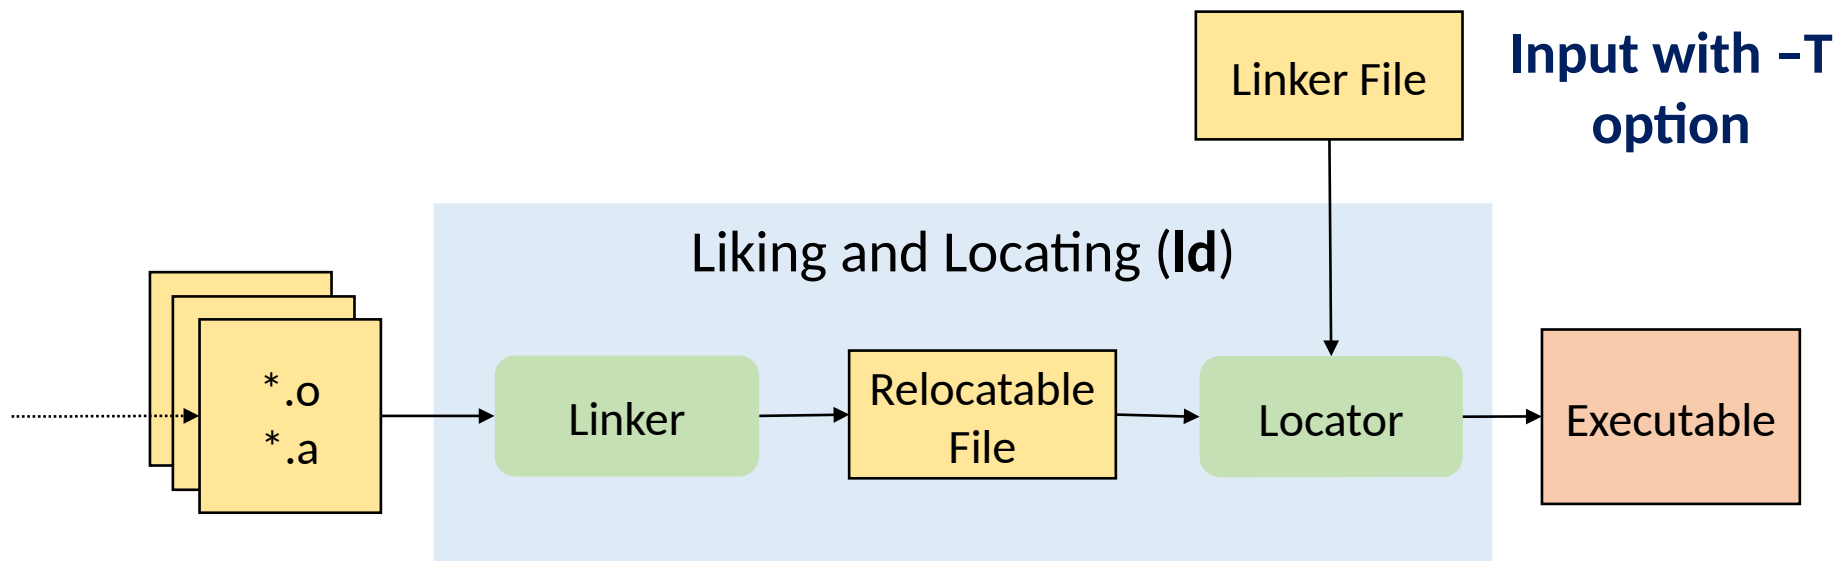 Linker File
Input with –T
option
Liking and Locating (ld)
*.o
*.a
Linker
Relocatable
File
Locator
Executable